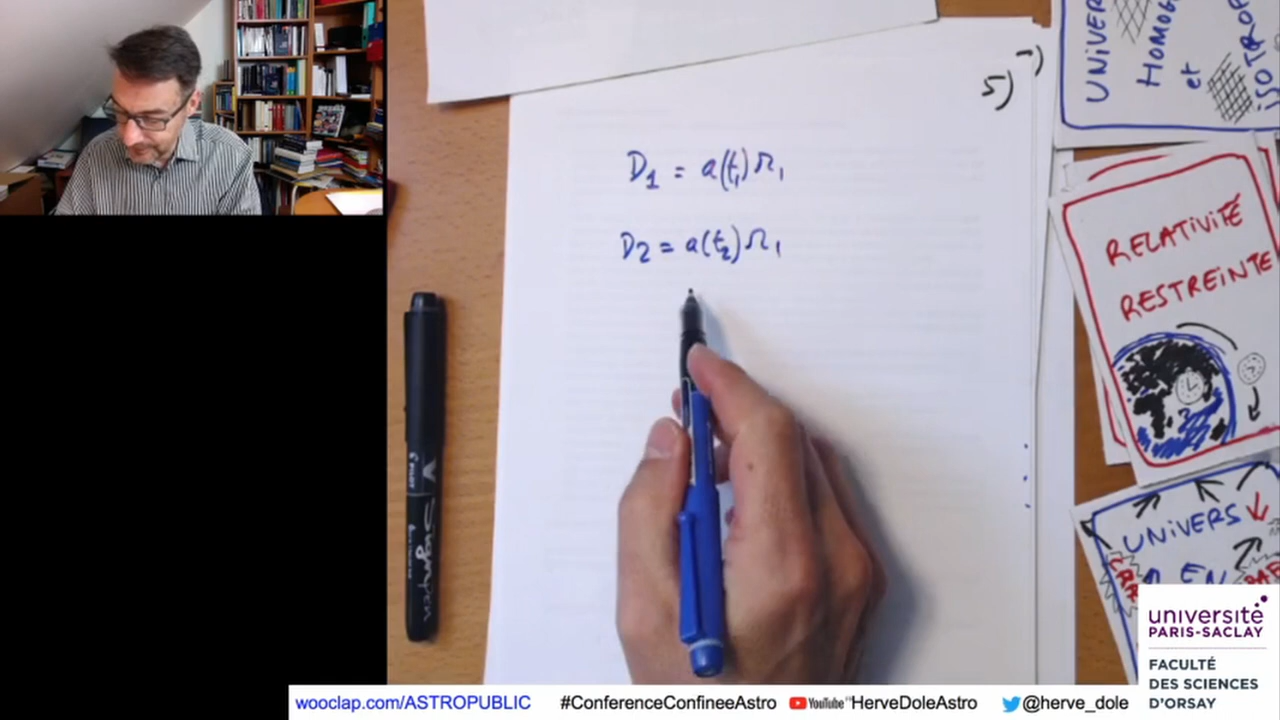 5)
D1 = a(t1) r1
D2 = a(t2) r1
UNIVER
HOMOG
et
ISOTROP
RELATIVITÉ
RESTREINTE
UNIVERS
EN
université
PARIS-SACLAY
FACULTÉ
DES SCIENCES
D'ORSAY
wooclap.com/ASTROPUBLIC #ConferenceConfineeAstro YouTube HerveDoleAstro @herve_dole